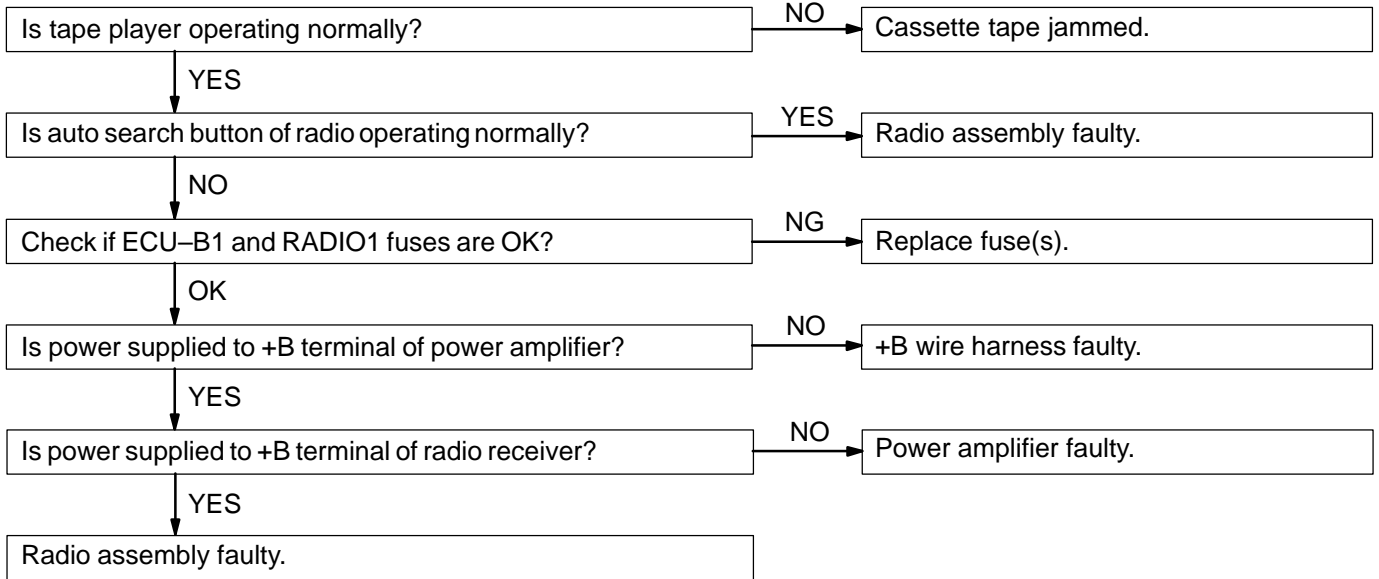 Is tape player operating normally?
NO
Cassette tape jammed.
YES
Is auto search button of radio operating normally?
YES
Radio assembly faulty.
NO
Check if ECU–B1 and RADIO1 fuses are OK?
NG
Replace fuse(s).
OK
Is power supplied to +B terminal of power amplifier?
NO
+B wire harness faulty.
YES
Is power supplied to +B terminal of radio receiver?
NO
Power amplifier faulty.
YES
Radio assembly faulty.